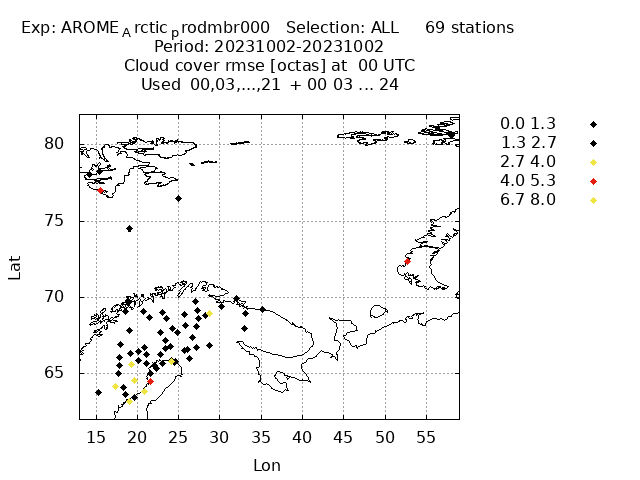 Exp: AROME_Arctic_prodmbr000 Selection: ALL 69 stations
Period: 20231002-20231002
Cloud cover rmse [octas] at 00 UTC
Used 00,03,...,21 + 00 03 ... 24
0.0 1.3
1.3 2.7
2.7 4.0
4.0 5.3
6.7 8.0
80
75
70
65
Lat
15 20 25 30 35 40 45 50 55
Lon